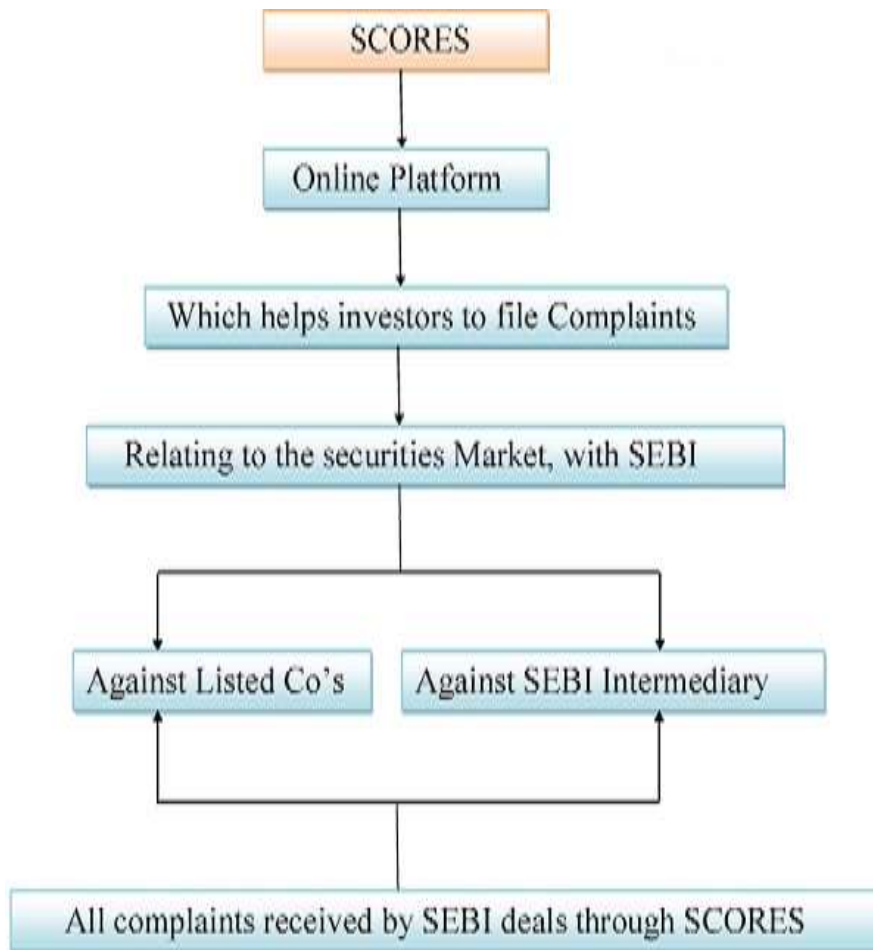 SCORES
Online Platform
Which helps investors to file Complaints
Relating to the securities Market, with SEBI
Against Listed Co's
Against SEBI Intermediary
All complaints received by SEBI deals through SCORES